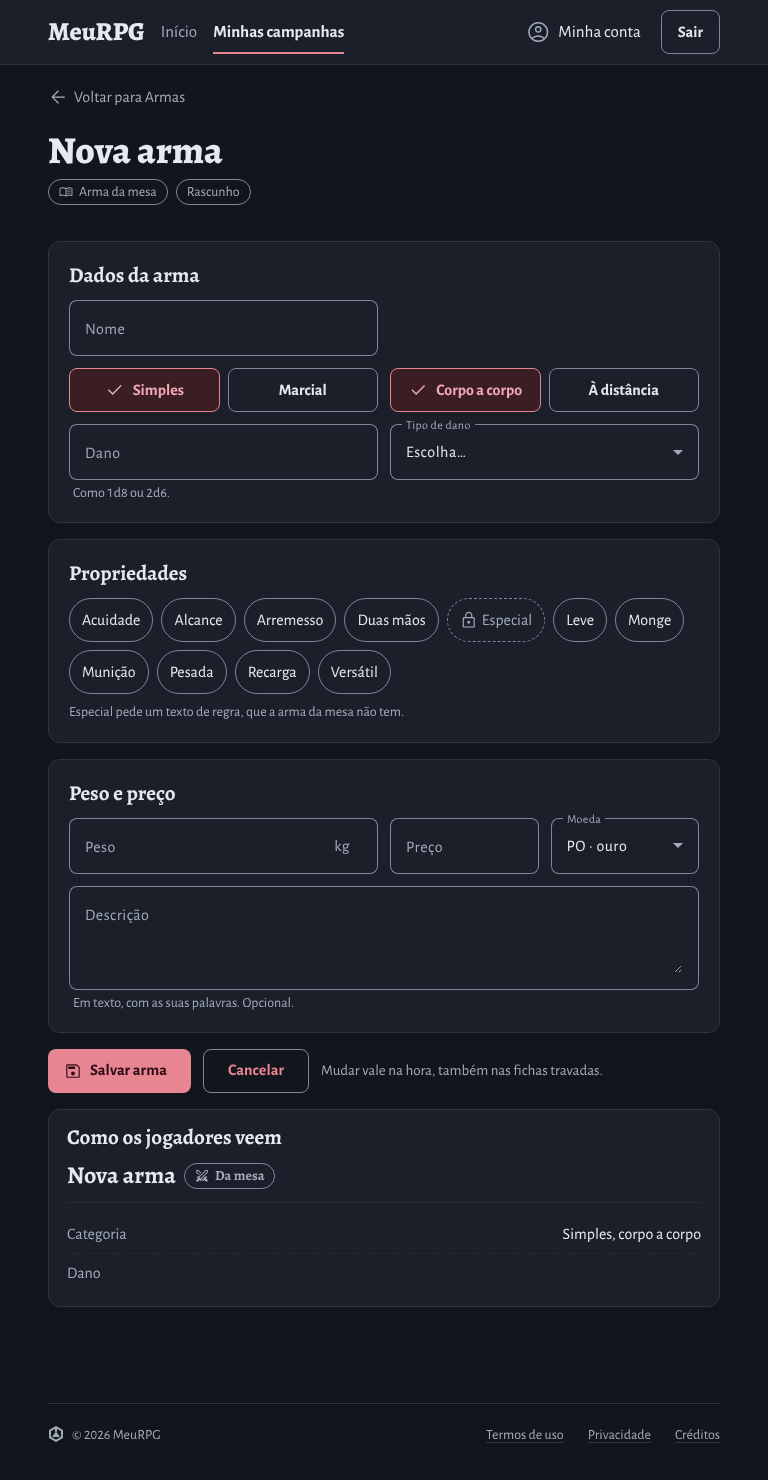 MeuRPG Início Minhas campanhas Minha conta Sair
Voltar para Armas
Nova arma
Arma da mesa Rascunho
Dados da arma
Nome
Simples Marcial Corpo a corpo À distância
Tipo de dano
Dano Escolha…
Como 1d8 ou 2d6.
Propriedades
Acuidade Alcance Arremesso Duas mãos Especial Leve Monge
Munição Pesada Recarga Versátil
Especial pede um texto de regra, que a arma da mesa não tem.
Peso e preço
Moeda
Peso kg Preço PO · ouro
Descrição
Em texto, com as suas palavras. Opcional.
Salvar arma Cancelar Mudar vale na hora, também nas fichas travadas.
Como os jogadores veem
Nova arma Da mesa
Categoria Simples, corpo a corpo
Dano
© 2026 MeuRPG Termos de uso Privacidade Créditos